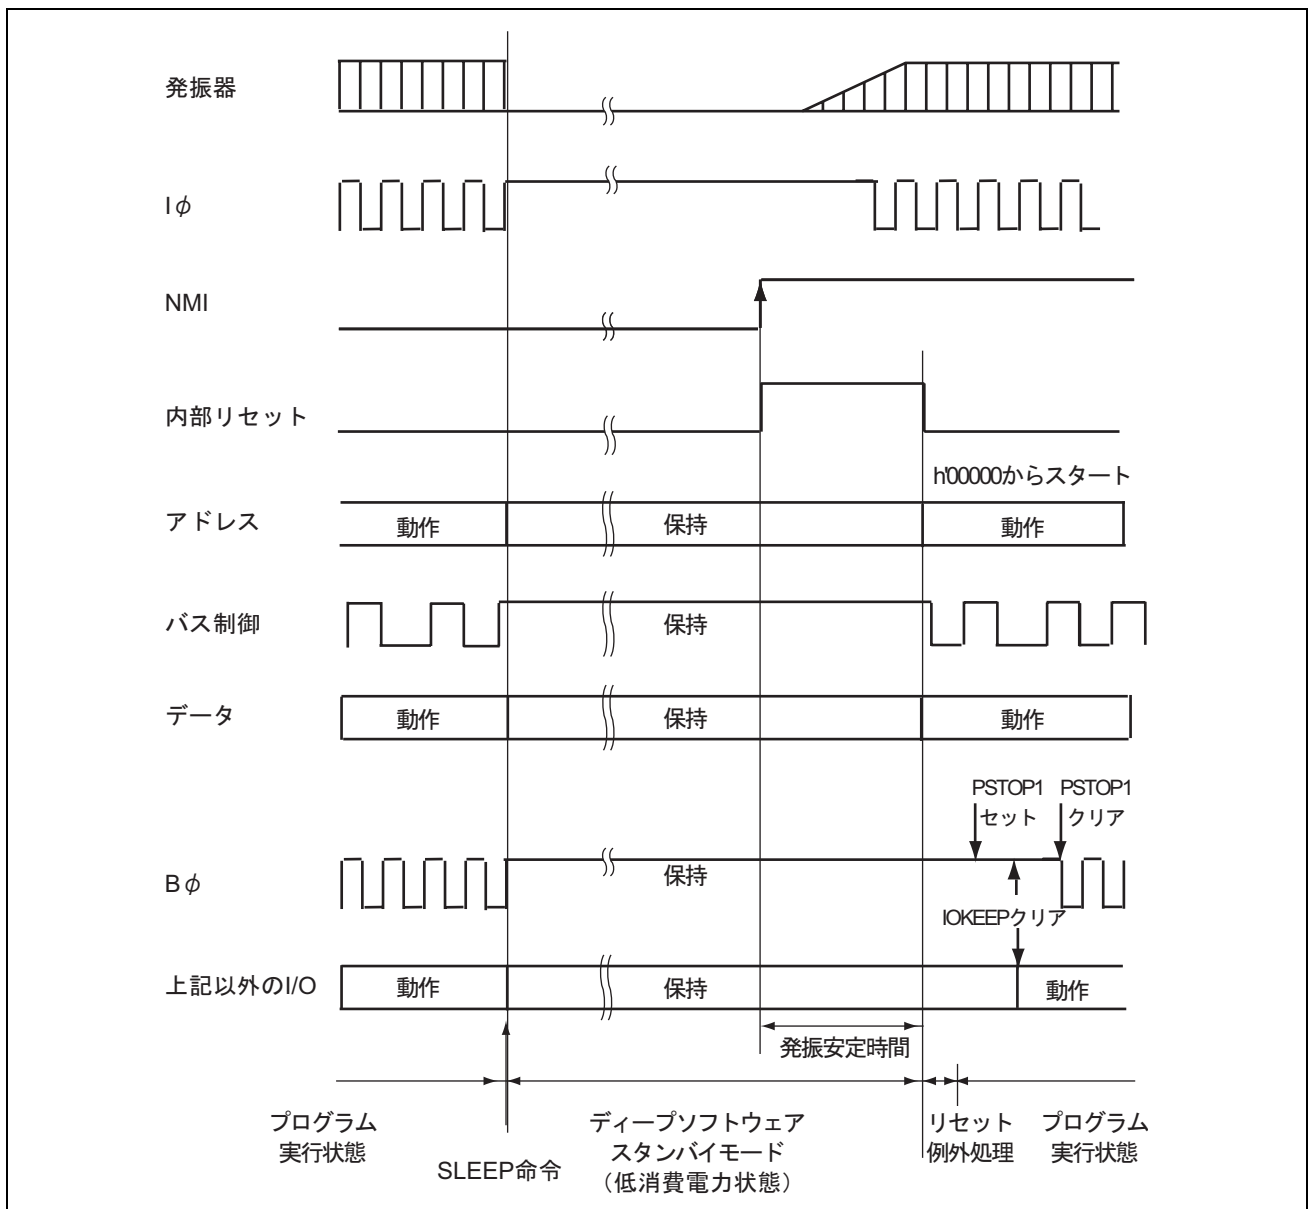 発振器
Iφ
NMI
内部リセット
h'00000からスタート
アドレス
動作
保持
動作
バス制御
保持
データ
動作
保持
動作
PSTOP1
セット
PSTOP1
クリア
Bφ
保持
IOKEEPクリア
上記以外のI/O
動作
保持
動作
発振安定時間
プログラム
実行状態
SLEEP命令
ディープソフトウェア
スタンバイモード
（低消費電力状態）
リセット
例外処理
プログラム
実行状態